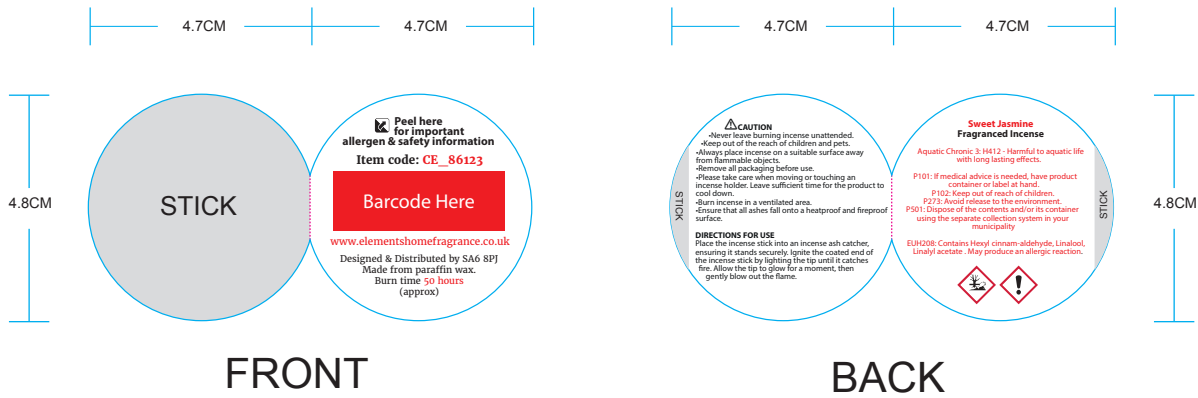 4.7CM
4.7CM
4.8CM
STICK
Peel here
for important
allergen & safety information
Item code: CE_86123
Barcode Here
www.elementshomefragrance.co.uk
Designed & Distributed by SA6 8PJ
Made from paraffin wax.
Burn time 50 hours
(approx)
FRONT
4.7CM
4.7CM
STICK
CAUTION
•Never leave burning incense unattended.
•Keep out of the reach of children and pets.
•Always place incense on a suitable surface away
from flammable objects.
•Remove all packaging before use.
•Please take care when moving or touching an
incense holder. Leave sufficient time for the product to
cool down.
•Burn incense in a ventilated area.
•Ensure that all ashes fall onto a heatproof and fireproof
surface.
DIRECTIONS FOR USE
Place the incense stick into an incense ash catcher,
ensuring it stands securely. Ignite the coated end of
the incense stick by lighting the tip until it catches
fire. Allow the tip to glow for a moment, then
gently blow out the flame.
Sweet Jasmine
Fragranced Incense
Aquatic Chronic 3: H412 - Harmful to aquatic life
with long lasting effects.
P101: If medical advice is needed, have product
container or label at hand.
P102: Keep out of reach of children.
P273: Avoid release to the environment.
P501: Dispose of the contents and/or its container
using the separate collection system in your
municipality
EUH208: Contains Hexyl cinnam-aldehyde, Linalool,
Linalyl acetate . May produce an allergic reaction.
STICK
4.8CM
BACK